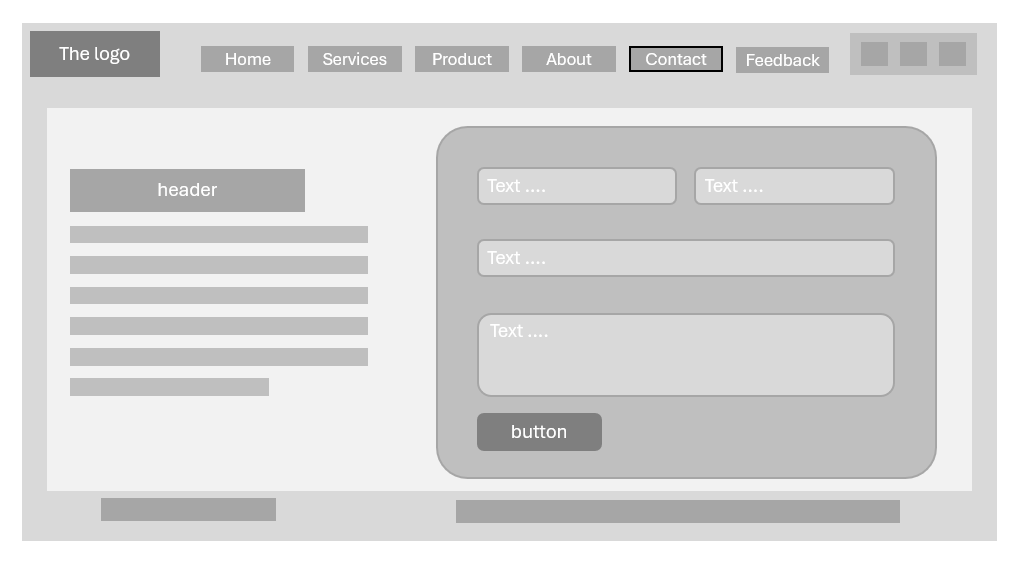 The logo
Home
Services
Product
About
Contact
Feedback
header
Text ....
Text ....
Text ....
Text ....
button